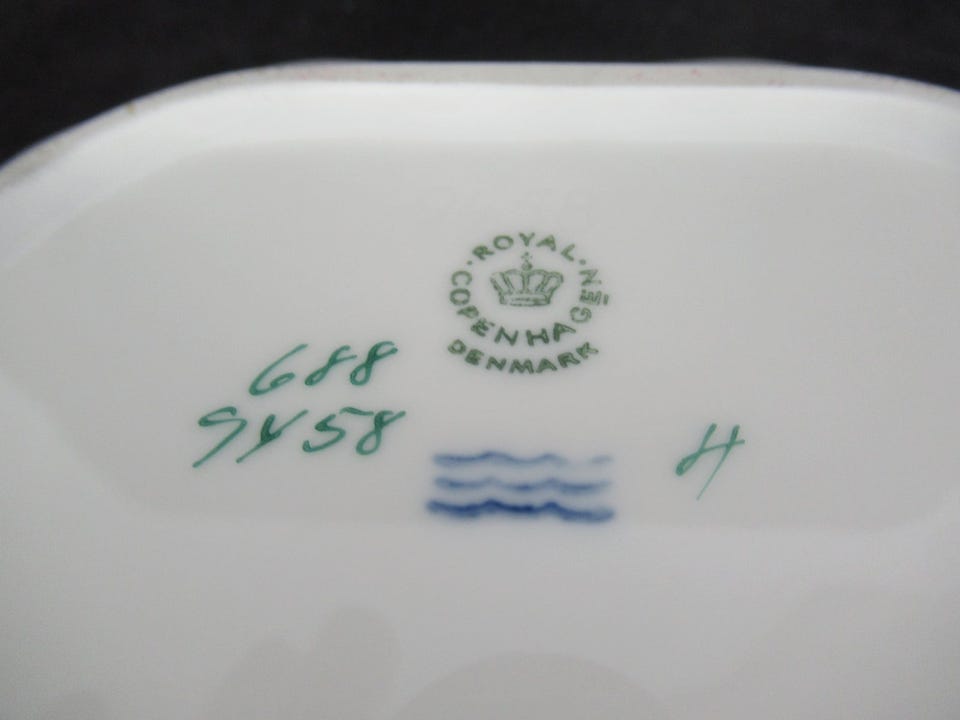 ROYAL
COPENHAGEN
DENMARK
688
9458
H